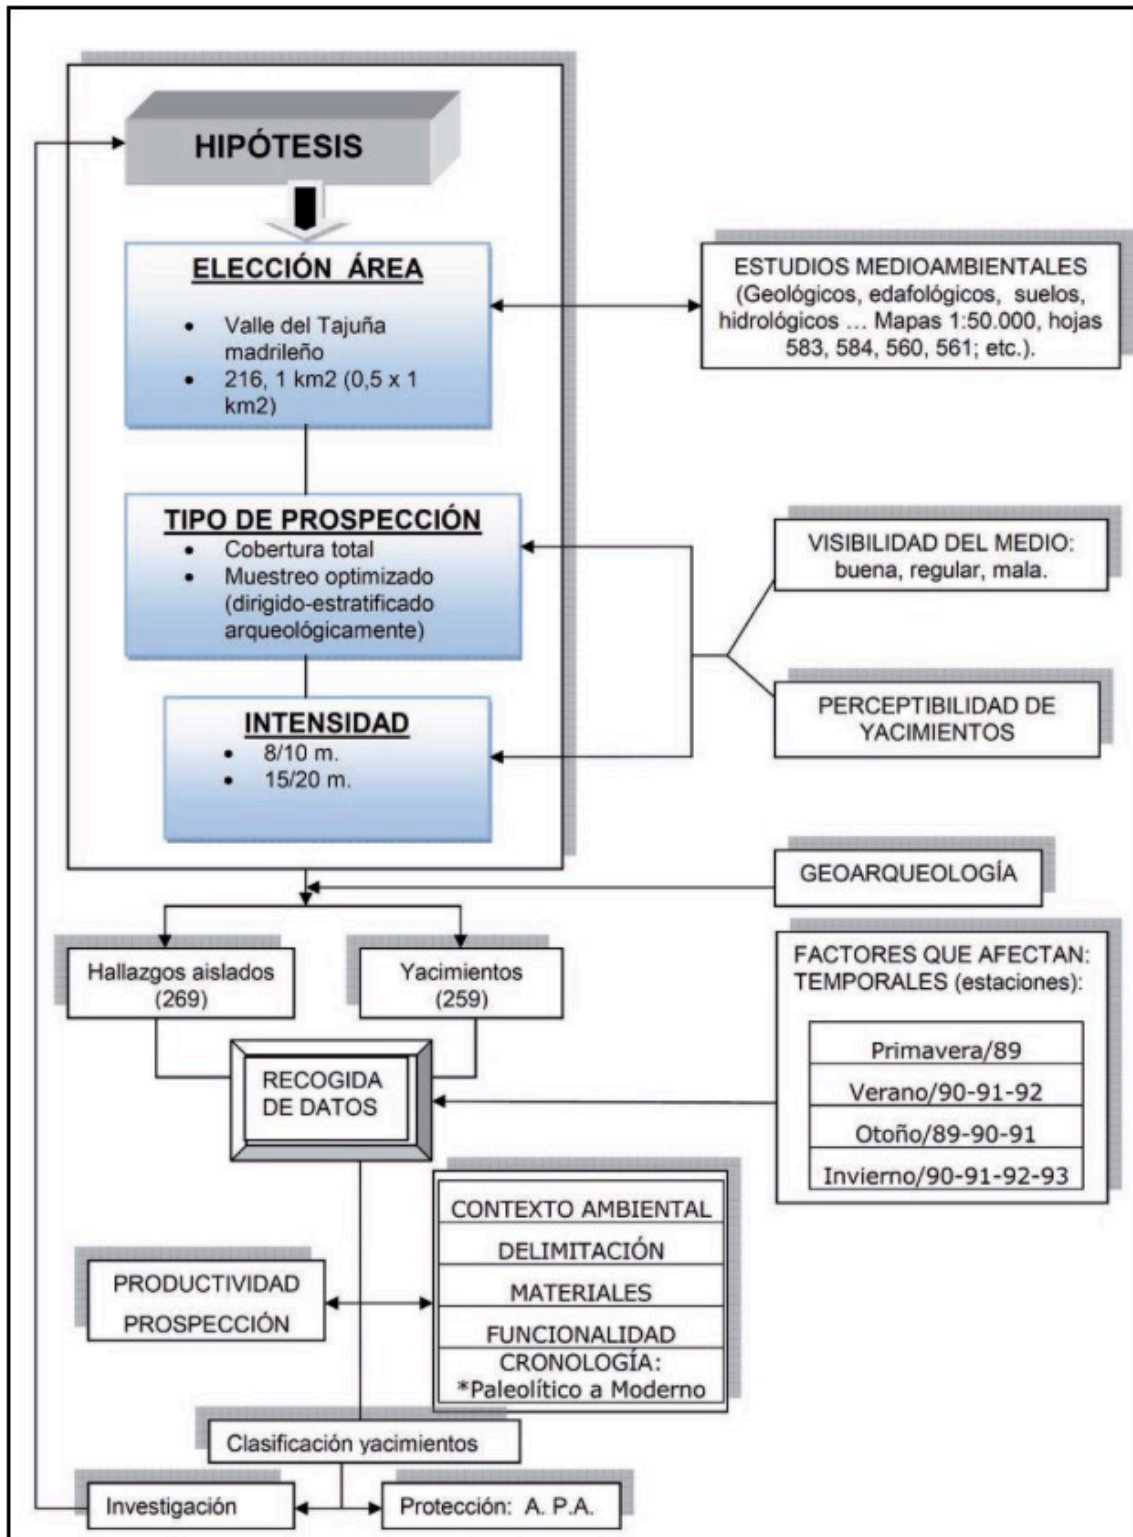 HIPÓTESIS
ELECCIÓN ÁREA
• Valle del Tajuña
madrileño
• 216, 1 km2 (0,5 x 1
km2)
ESTUDIOS MEDIOAMBIENTALES
(Geológicos, edafológicos, suelos,
hidrológicos ... Mapas 1:50.000, hojas
583, 584, 560, 561; etc.).
TIPO DE PROSPECCIÓN
• Cobertura total
• Muestreo optimizado
(dirigido-estratificado
arqueológicamente)
VISIBILIDAD DEL MEDIO:
buena, regular, mala.
PERCEPTIBILIDAD DE
YACIMIENTOS
INTENSIDAD
• 8/10 m.
• 15/20 m.
GEOARQUEOLOGÍA
Hallazgos aislados
(269)
Yacimientos
(259)
FACTORES QUE AFECTAN:
TEMPORALES (estaciones):
Primavera/89
Verano/90-91-92
Otoño/89-90-91
Invierno/90-91-92-93
RECOGIDA
DE DATOS
CONTEXTO AMBIENTAL
DELIMITACIÓN
MATERIALES
FUNCIONALIDAD
CRONOLOGÍA:
*Paleolítico a Moderno
PRODUCTIVIDAD
PROSPECCIÓN
Clasificación yacimientos
Investigación
Protección: A. P.A.